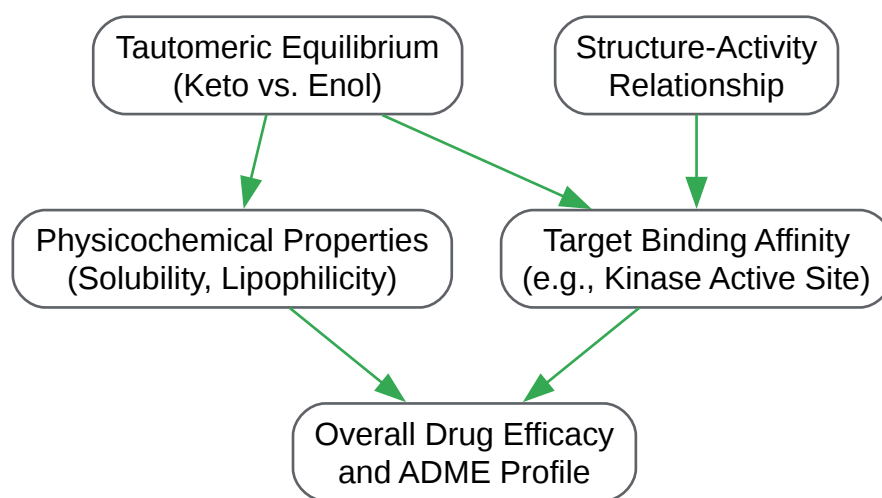 Tautomeric Equilibrium
(Keto vs. Enol)
Structure-Activity
Relationship
Physicochemical Properties
(Solubility, Lipophilicity)
Target Binding Affinity
(e.g., Kinase Active Site)
Overall Drug Efficacy
and ADME Profile